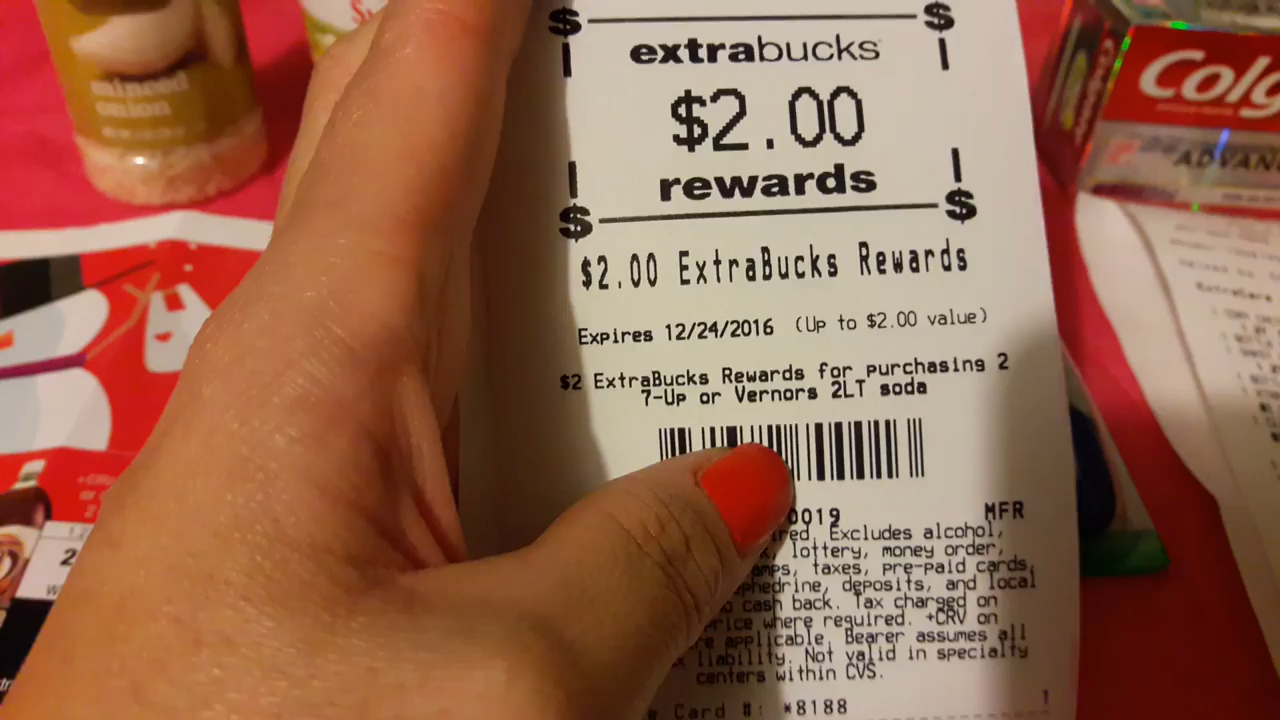 minced
onion
extrabucks
$2.00
rewards
$2.00 ExtraBucks Rewards
Expires 12/24/2016 (Up to $2.00 value)
$2 ExtraBucks Rewards for purchasing 2
7-Up or Vernors 2LT soda
0019 MFR
Excludes alcohol,
lottery, money order,
taxes, pre-paid cards,
deposits, and local
cash back. Tax charged on
where required. +CRV on
applicable. Bearer assumes all
liability. Not valid in specialty
centers within CVS.
Card #: *8188
1
Colg
ADVAN